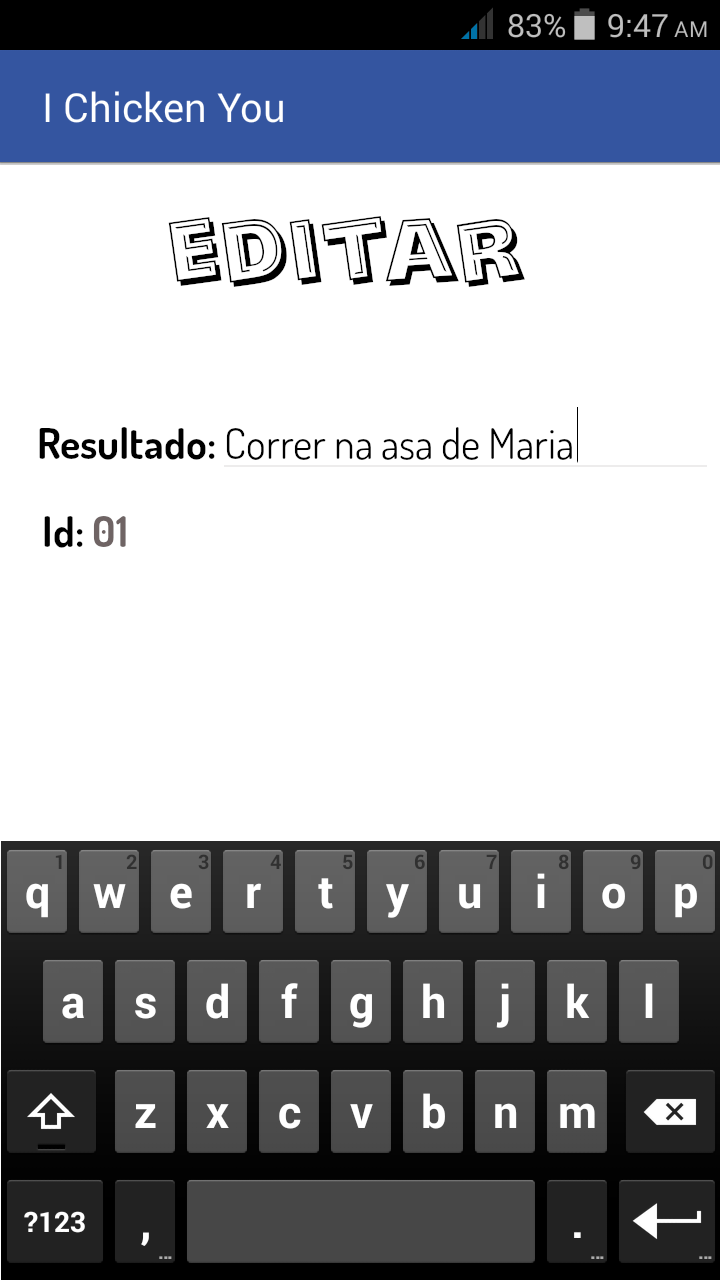 83% 9:47 AM
I Chicken You
EDITAR
Resultado: Correr na asa de Maria
Id: 01
1 2 3 4 5 6 7 8 9 0
q w e r t y u i o p
a s d f g h j k l
z x c v b n m
?123 , ... . ... ...